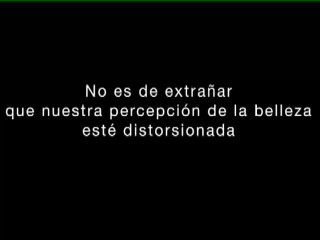 No es de extrañar
que nuestra percepción de la belleza
esté distorsionada